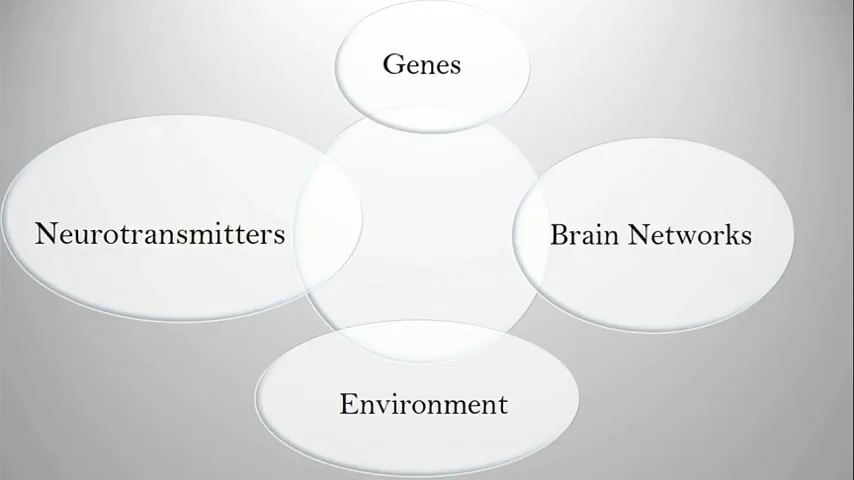 Genes
Neurotransmitters
Brain Networks
Environment